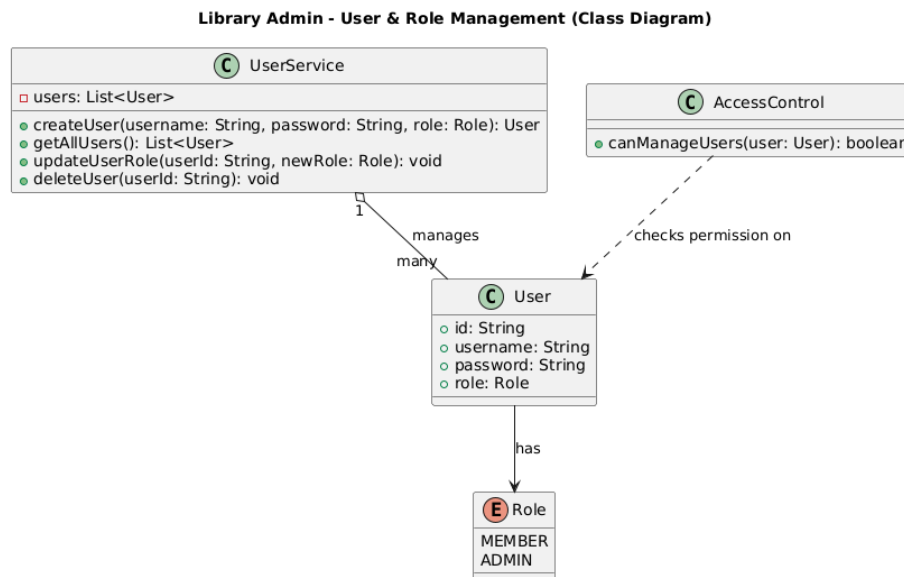 Library Admin - User & Role Management (Class Diagram)
C UserService
users: List<User>
createUser(username: String, password: String, role: Role): User
getAllUsers(): List<User>
updateUserRole(userId: String, newRole: Role): void
deleteUser(userId: String): void
C AccessControl
canManageUsers(user: User): boolean
1
manages
many
checks permission on
C User
id: String
username: String
password: String
role: Role
has
E Role
MEMBER
ADMIN